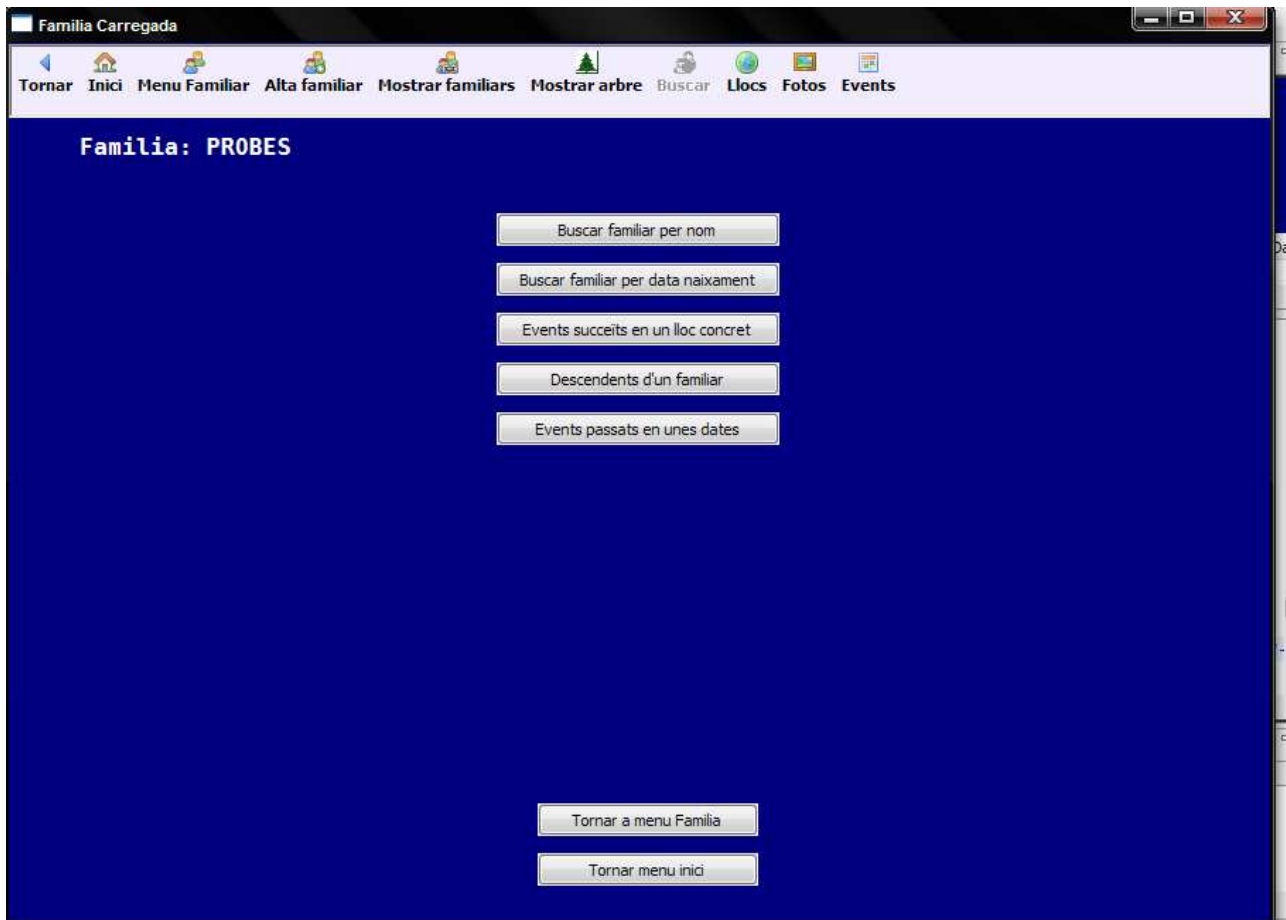 Familia Carregada
Tornar Inici Menu Familiar Alta familiar Mostrar familiars Mostrar arbre Buscar Llocs Fotos Events
Familia: PROBES
Buscar familiar per nom
Buscar familiar per data naixament
Events succeïts en un lloc concret
Descendents d'un familiar
Events passats en unes dates
Tornar a menu Familia
Tornar menu inici